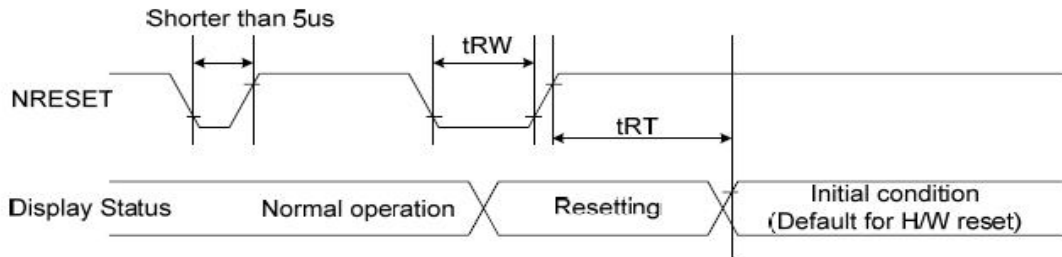 Shorter than 5us
tRW
NRESET
tRT
Display Status
Normal operation
Resetting
Initial condition
(Default for H/W reset)